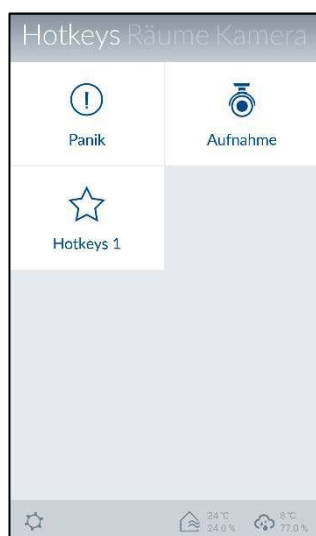 Hotkeys Räume Kamera
Panik
Aufnahme
Hotkeys 1
24 °C
24.0 %
8 °C
77.0 %